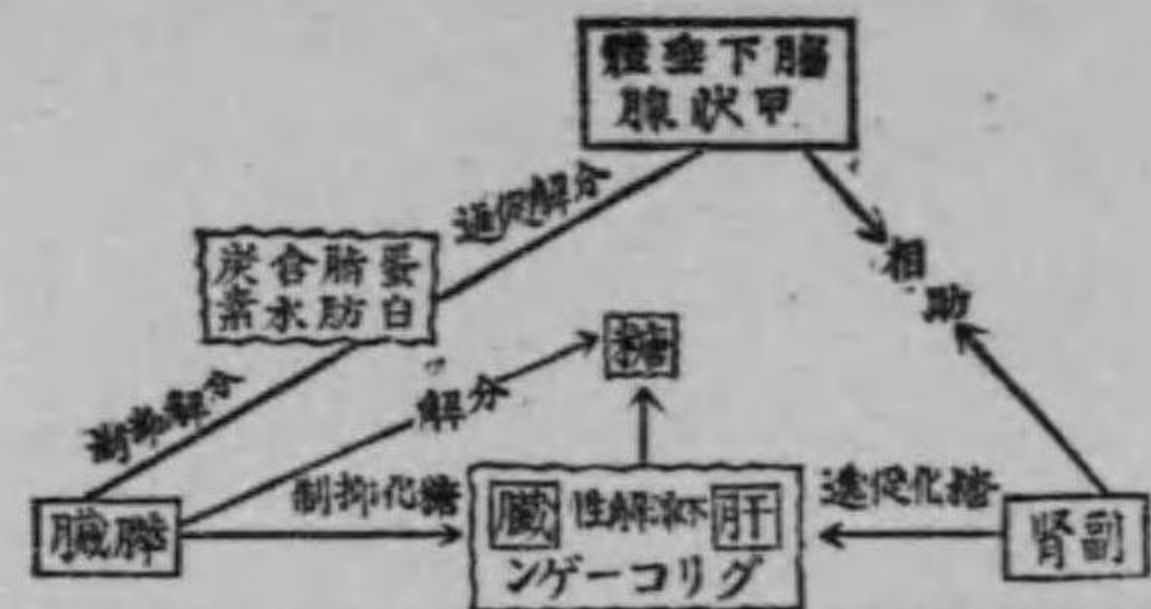 腦下垂體
甲狀腺
分解促進
蛋白
脂肪
含水
炭素
相助
糖
分解
分解抑制
糖化抑制
糖化促進
膵臓
肝不溶解性臓
グリコーゲン
副腎